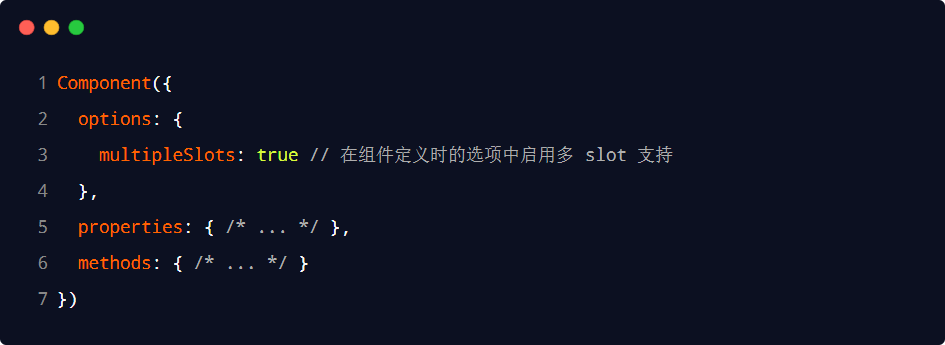 1 Component({
2   options: {
3     multipleSlots: true // 在组件定义时的选项中启用多 slot 支持
4   },
5   properties: { /* ... */ },
6   methods: { /* ... */ }
7 })